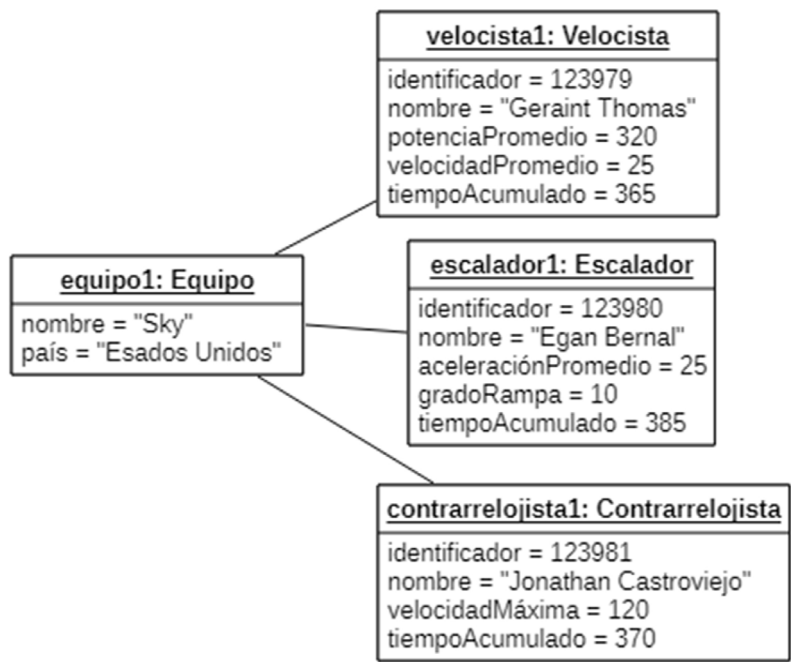 velocista1: Velocista
identificador = 123979
nombre = "Geraint Thomas"
potenciaPromedio = 320
velocidadPromedio = 25
tiempoAcumulado = 365
equipo1: Equipo
nombre = "Sky"
país = "Esados Unidos"
escalador1: Escalador
identificador = 123980
nombre = "Egan Bernal"
aceleraciónPromedio = 25
gradoRampa = 10
tiempoAcumulado = 385
contrarrelojista1: Contrarrelojista
identificador = 123981
nombre = "Jonathan Castroviejo"
velocidadMáxima = 120
tiempoAcumulado = 370